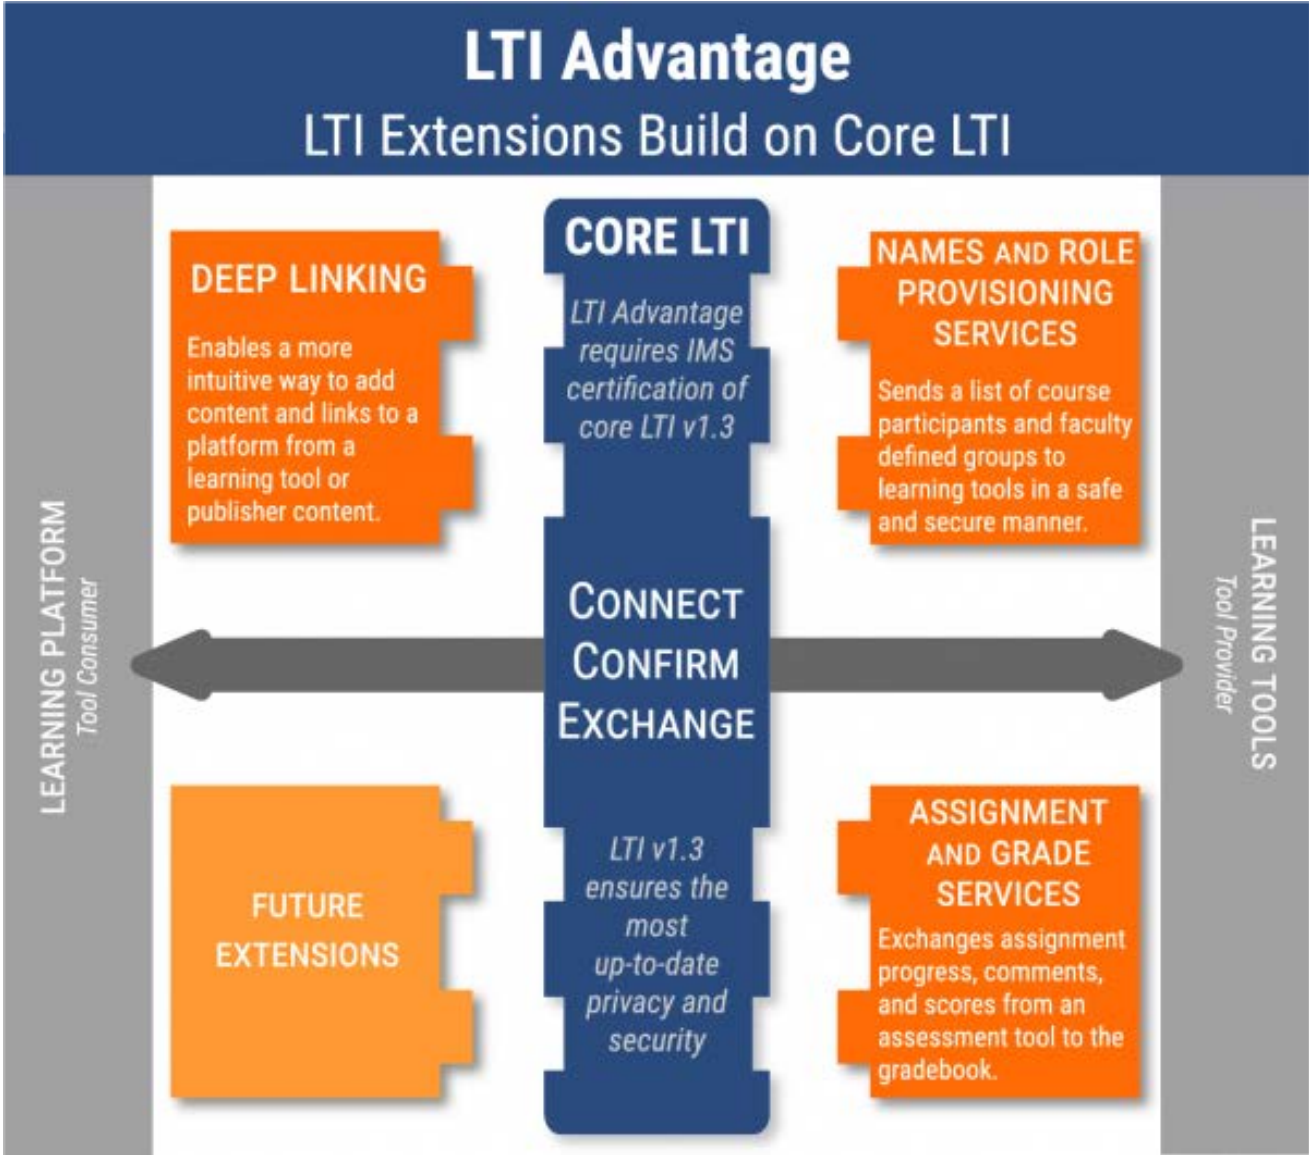 LTI Advantage
LTI Extensions Build on Core LTI
LEARNING PLATFORM
Tool Consumer
DEEP LINKING
Enables a more
intuitive way to add
content and links to a
platform from a
learning tool or
publisher content.
FUTURE
EXTENSIONS
CORE LTI
LTI Advantage
requires IMS
certification of
core LTI v1.3
CONNECT
CONFIRM
EXCHANGE
LTI v1.3
ensures the
most
up-to-date
privacy and
security
NAMES AND ROLE
PROVISIONING
SERVICES
Sends a list of course
participants and faculty
defined groups to
learning tools in a safe
and secure manner.
ASSIGNMENT
AND GRADE
SERVICES
Exchanges assignment
progress, comments,
and scores from an
assessment tool to the
gradebook.
LEARNING TOOLS
Tool Provider